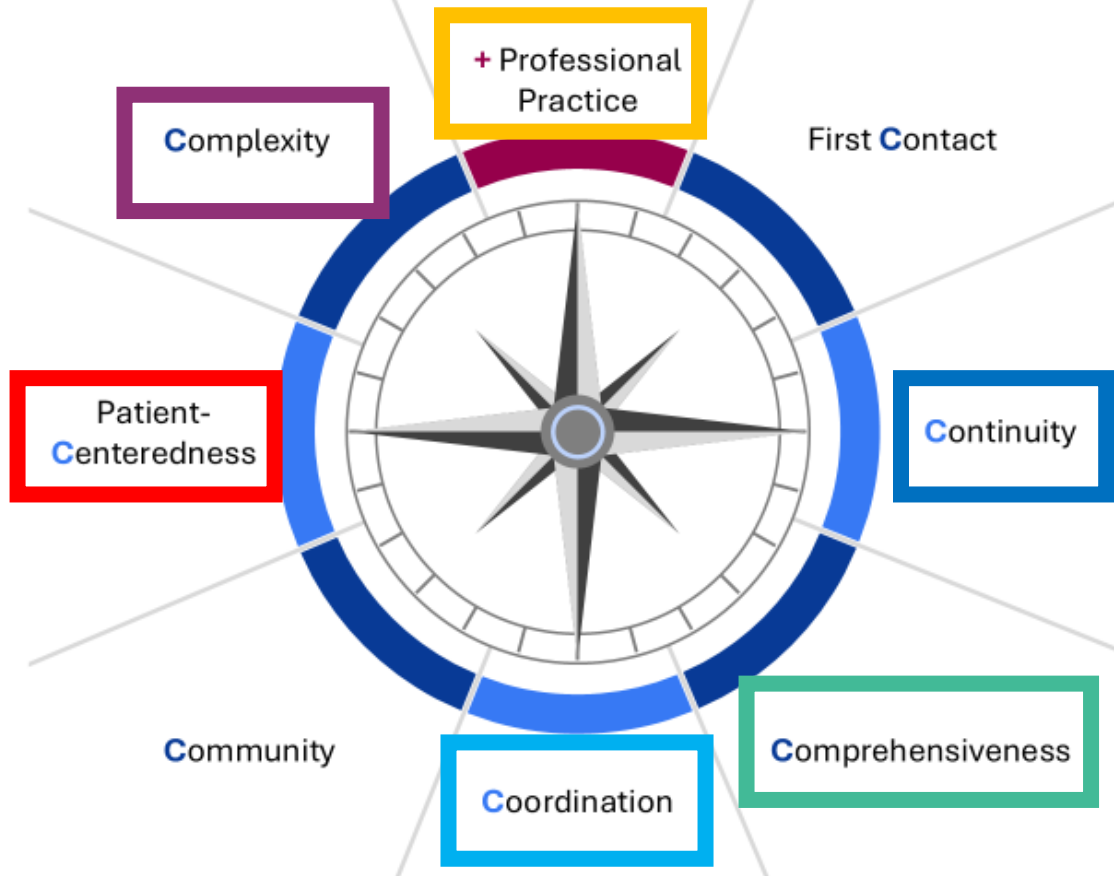 + Professional
Practice
Complexity
First Contact
Patient-
Centeredness
Continuity
Community
Coordination
Comprehensiveness